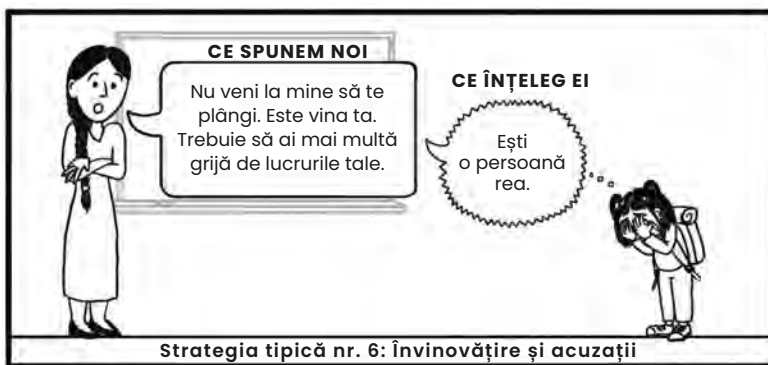 CE SPUNEM NOI
Nu veni la mine să te
plângi. Este vina ta.
Trebuie să ai mai multă
grijă de lucrurile tale.
CE ÎNȚELEG EI
Ești
o persoană
rea.
Strategia tipică nr. 6: Învinovățire și acuzații